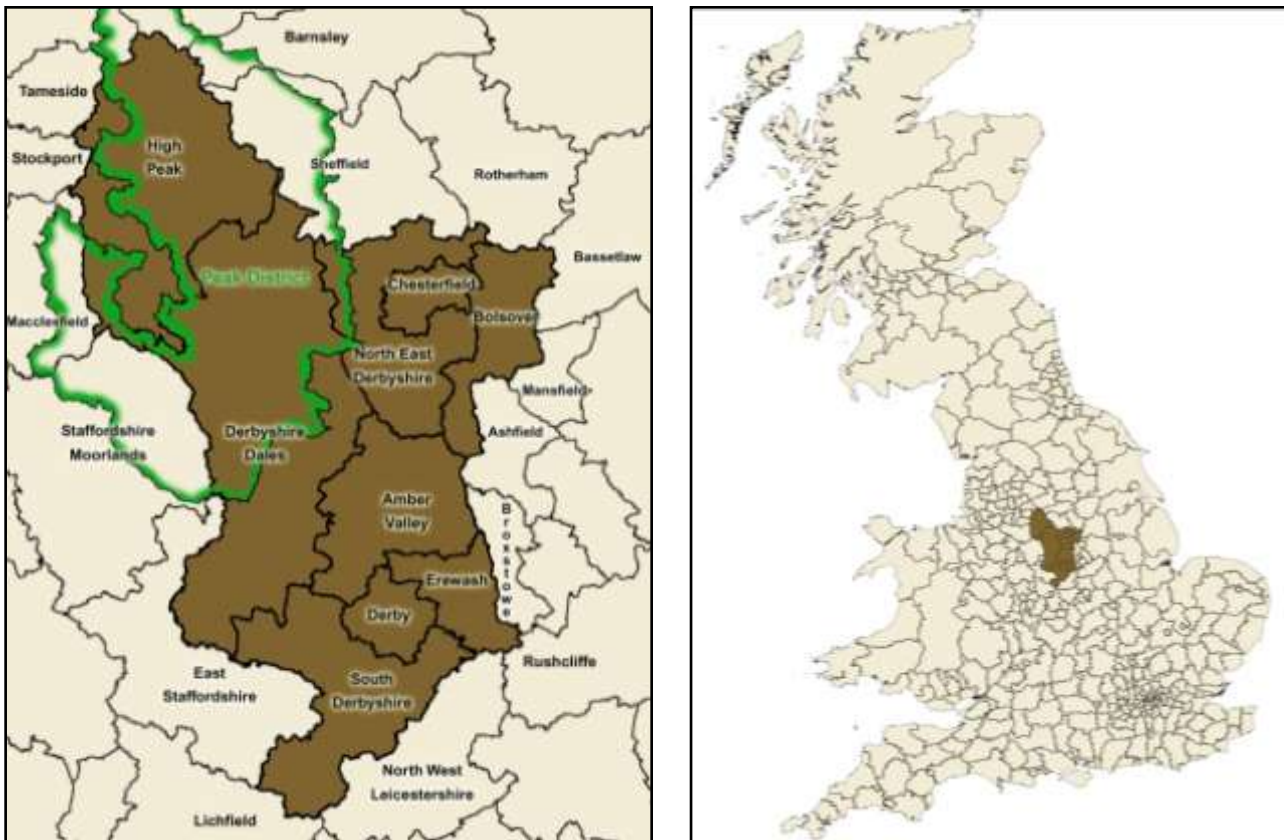 Barnsley
Tameside
High
Peak
Stockport
Sheffield
Rotherham
Bassetlaw
Peak District
Chesterfield
Bolsover
Macclesfield
North East
Derbyshire
Mansfield
Staffordshire
Moorlands
Derbyshire
Dales
Ashfield
Amber
Valley
Broxstowe
Erewash
Derby
Rushcliffe
East
Staffordshire
South
Derbyshire
North West
Leicestershire
Lichfield